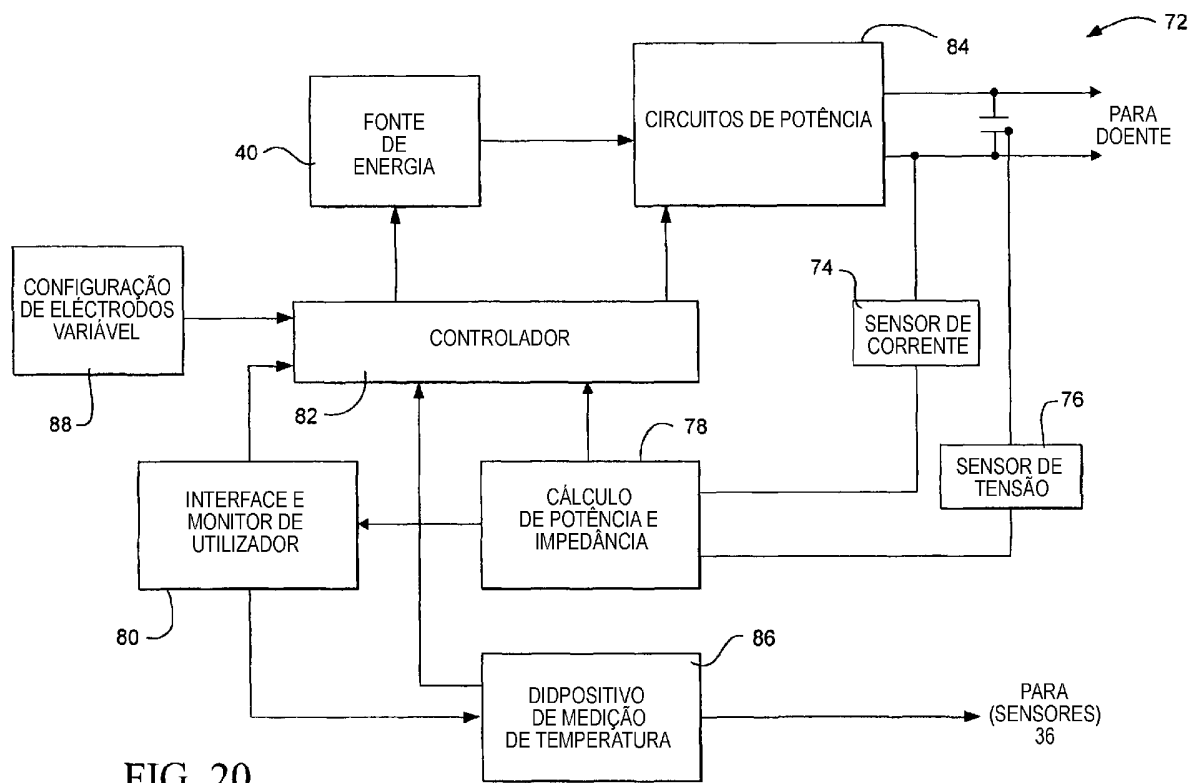 72
84
FONTE
DE
ENERGIA
40
CIRCUITOS DE POTÊNCIA
PARA
DOENTE
CONFIGURAÇÃO
DE ELÉCTRODOS
VARIÁVEL
88
CONTROLADOR
82
74
SENSOR DE
CORRENTE
76
SENSOR DE
TENSÃO
78
CÁLCULO
DE POTÊNCIA E
IMPEDÂNCIA
INTERFACE E
MONITOR DE
UTILIZADOR
80
86
DIDPOSITIVO
DE MEDIÇÃO
DE TEMPERATURA
PARA
(SENSORES)
36
FIG. 20